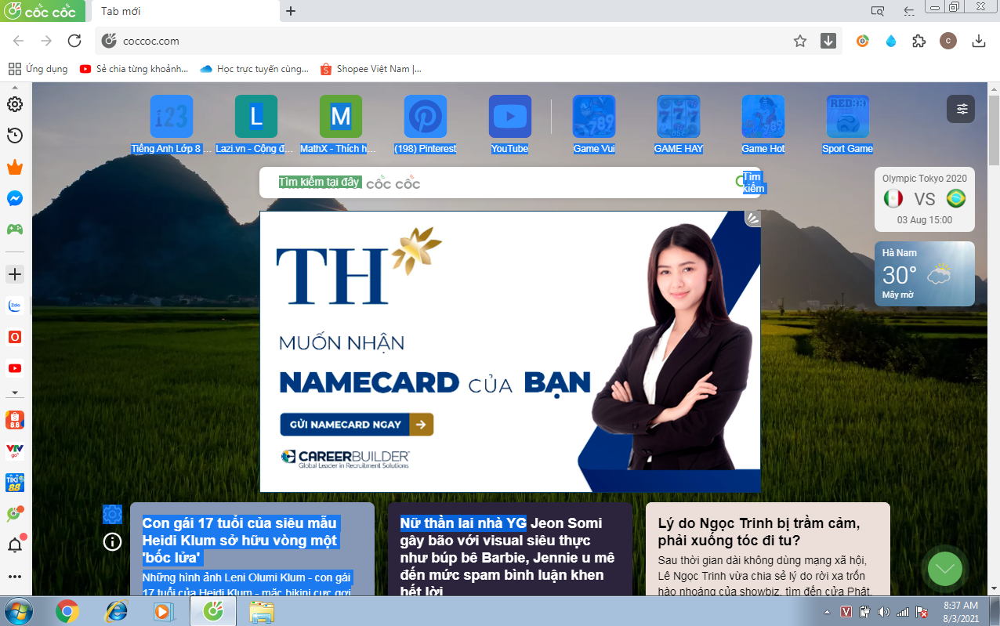 cốc cốc
Tab mới
coccoc.com
C
Ứng dụng
Sẻ chia từng khoảnh...
Học trực tuyến cùng...
Shopee Việt Nam |...
123
L
M
789
777
789
RED88
Tiếng Anh Lớp 8 ...
Lazi.vn - Cộng đ...
MathX - Thích h...
(198) Pinterest
YouTube
Game Vui
GAME HAY
Game Hot
Sport Game
Tìm kiếm tại đây
cốc cốc
Tìm
kiếm
Olympic Tokyo 2020
VS
03 Aug 15:00
Hà Nam
30°
Mây mờ
TH
MUỐN NHẬN
NAMECARD CỦA BẠN
GỬI NAMECARD NGAY
CAREERBUILDER
Global Leader in Recruitment Solutions
Zalo
8.8
VTV
go
TIKI
88
Con gái 17 tuổi của siêu mẫu
Heidi Klum sở hữu vòng một
'bốc lửa'
Những hình ảnh Leni Olumi Klum - con gái
17 tuổi của Heidi Klum - mặc bikini cực gợi
Nữ thần lai nhà YG Jeon Somi
gây bão với visual siêu thực
như búp bê Barbie, Jennie u mê
đến mức spam bình luận khen
hết lời
Lý do Ngọc Trinh bị trầm cảm,
phải xuống tóc đi tu?
Sau thời gian dài không dùng mạng xã hội,
Lê Ngọc Trinh vừa chia sẻ lý do rời xa trốn
hào nhoáng của showbiz, tìm đến cửa Phật.
V
8:37 AM
8/3/2021